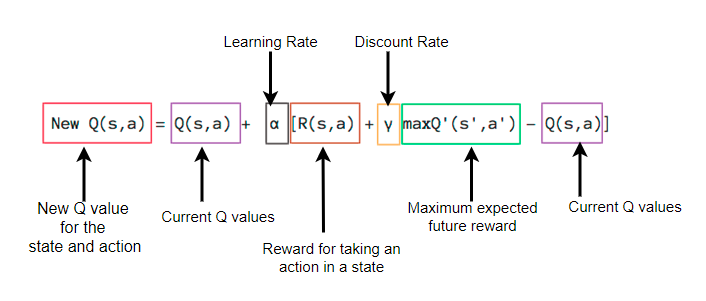 Learning Rate
Discount Rate
New Q(s,a) = Q(s,a) + α [R(s,a) + γ maxQ'(s',a') − Q(s,a)]
New Q value
for the
state and action
Current Q values
Reward for taking an
action in a state
Maximum expected
future reward
Current Q values